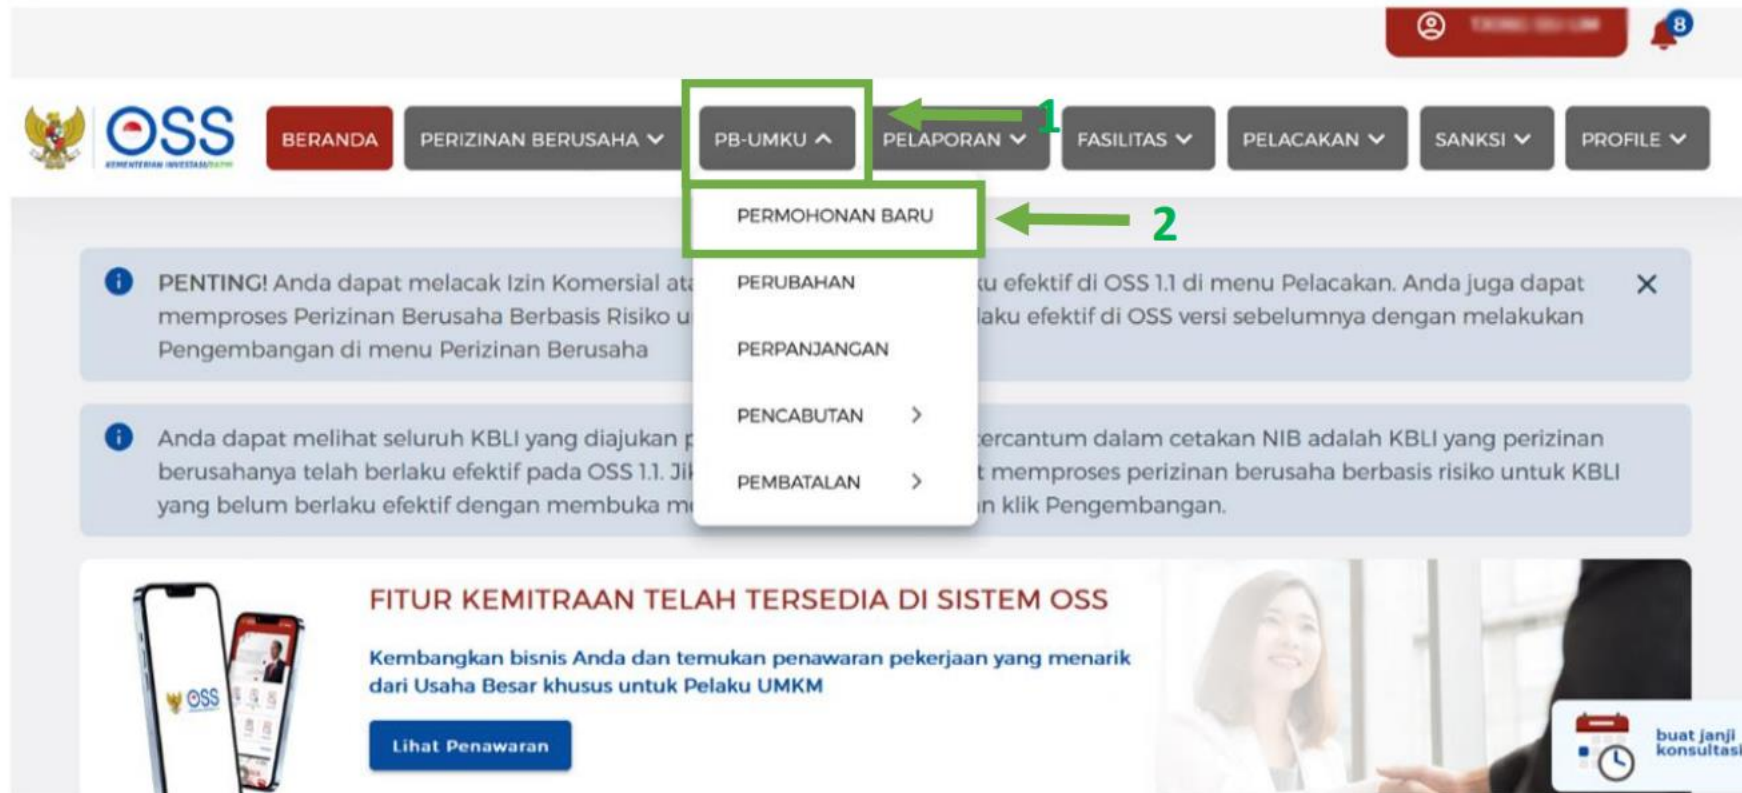 8
OSS
KEMENTERIAN INVESTASI/BKPM
BERANDA
PERIZINAN BERUSAHA
PB-UMKU
PELAPORAN
FASILITAS
PELACAKAN
SANKSI
PROFILE
1
PERMOHONAN BARU
2
PERUBAHAN
PERPANJANGAN
PENCABUTAN
PEMBATALAN
PENTING! Anda dapat melacak Izin Komersial ata u efektif di OSS 1.1 di menu Pelacakan. Anda juga dapat
memproses Perizinan Berusaha Berbasis Risiko u laku efektif di OSS versi sebelumnya dengan melakukan
Pengembangan di menu Perizinan Berusaha
Anda dapat melihat seluruh KBLI yang diajukan p ercantum dalam cetakan NIB adalah KBLI yang perizinan
berusahanya telah berlaku efektif pada OSS 1.1. Jik t memproses perizinan berusaha berbasis risiko untuk KBLI
yang belum berlaku efektif dengan membuka me n klik Pengembangan.
FITUR KEMITRAAN TELAH TERSEDIA DI SISTEM OSS
Kembangkan bisnis Anda dan temukan penawaran pekerjaan yang menarik
dari Usaha Besar khusus untuk Pelaku UMKM
Lihat Penawaran
OSS
buat janji
konsultasi